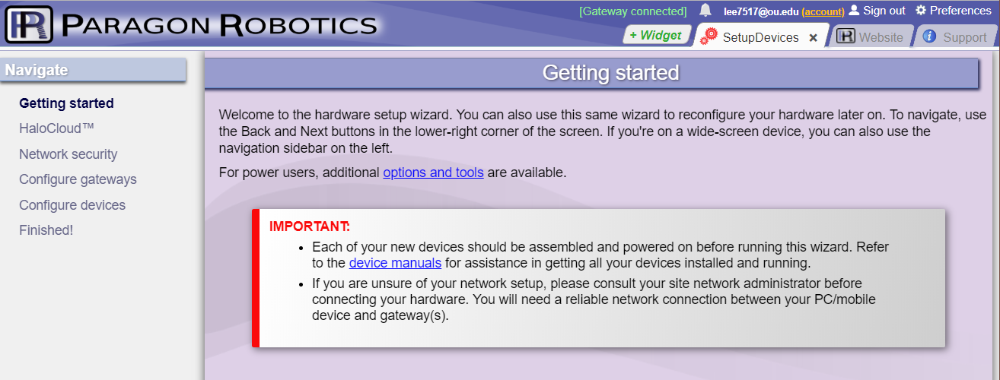 PARAGON ROBOTICS
[Gateway connected] lee7517@ou.edu (account) Sign out Preferences
+ Widget SetupDevices x Website Support
Navigate
Getting started
HaloCloud™
Network security
Configure gateways
Configure devices
Finished!
Getting started
Welcome to the hardware setup wizard. You can also use this same wizard to reconfigure your hardware later on. To navigate, use
the Back and Next buttons in the lower-right corner of the screen. If you're on a wide-screen device, you can also use the
navigation sidebar on the left.
For power users, additional options and tools are available.
IMPORTANT:
• Each of your new devices should be assembled and powered on before running this wizard. Refer
to the device manuals for assistance in getting all your devices installed and running.
• If you are unsure of your network setup, please consult your site network administrator before
connecting your hardware. You will need a reliable network connection between your PC/mobile
device and gateway(s).